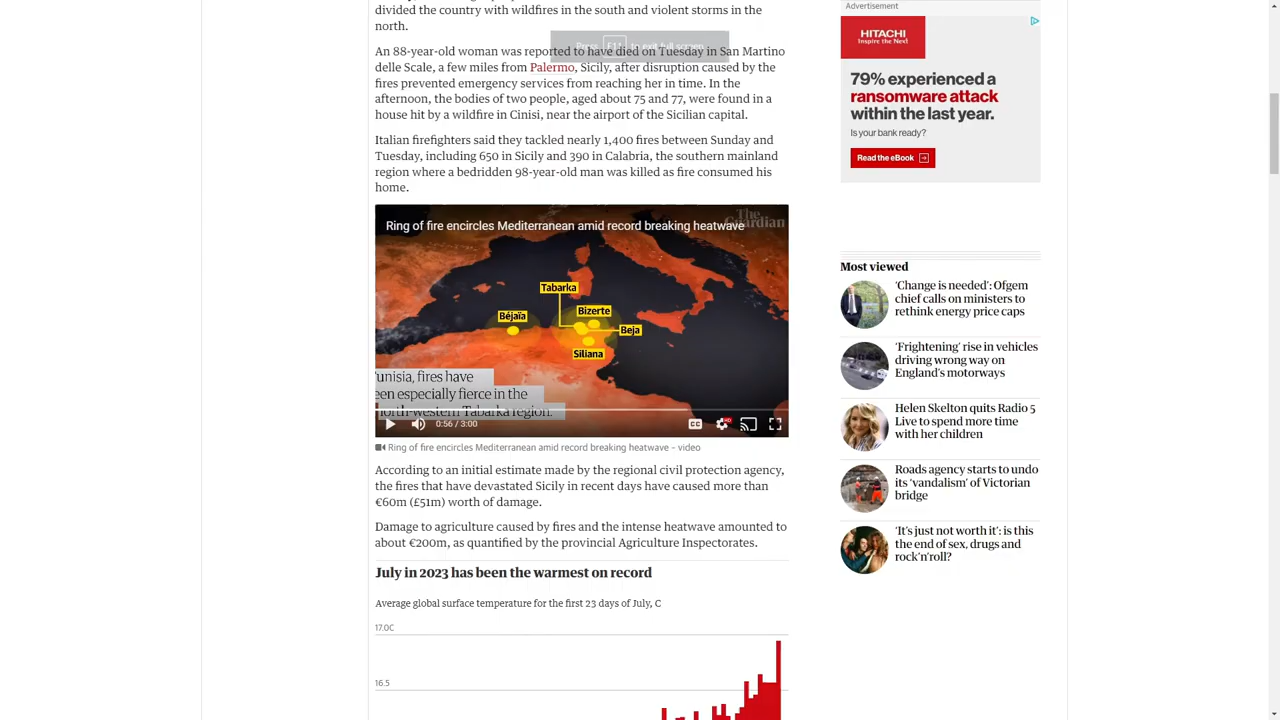 divided the country with wildfires in the south and violent storms in the
north.
Press F11 to exit full screen
An 88-year-old woman was reported to have died on Tuesday in San Martino
delle Scale, a few miles from Palermo, Sicily, after disruption caused by the
fires prevented emergency services from reaching her in time. In the
afternoon, the bodies of two people, aged about 75 and 77, were found in a
house hit by a wildfire in Cinisi, near the airport of the Sicilian capital.
Italian firefighters said they tackled nearly 1,400 fires between Sunday and
Tuesday, including 650 in Sicily and 390 in Calabria, the southern mainland
region where a bedridden 98-year-old man was killed as fire consumed his
home.
The
Guardian
Ring of fire encircles Mediterranean amid record breaking heatwave
Tabarka
Béjaïa
Bizerte
Beja
Siliana
unisia, fires have
een especially fierce in the
north-western Tabarka region.
0:56 / 3:00
CC
HD
Ring of fire encircles Mediterranean amid record breaking heatwave - video
According to an initial estimate made by the regional civil protection agency,
the fires that have devastated Sicily in recent days have caused more than
€60m (£51m) worth of damage.
Damage to agriculture caused by fires and the intense heatwave amounted to
about €200m, as quantified by the provincial Agriculture Inspectorates.
July in 2023 has been the warmest on record
Average global surface temperature for the first 23 days of July, C
17.0C
16.5
Advertisement
HITACHI
Inspire the Next
79% experienced a
ransomware attack
within the last year.
Is your bank ready?
Read the eBook
Most viewed
‘Change is needed’: Ofgem
chief calls on ministers to
rethink energy price caps
‘Frightening’ rise in vehicles
driving wrong way on
England’s motorways
Helen Skelton quits Radio 5
Live to spend more time
with her children
Roads agency starts to undo
its ‘vandalism’ of Victorian
bridge
‘It’s just not worth it’: is this
the end of sex, drugs and
rock’n’roll?